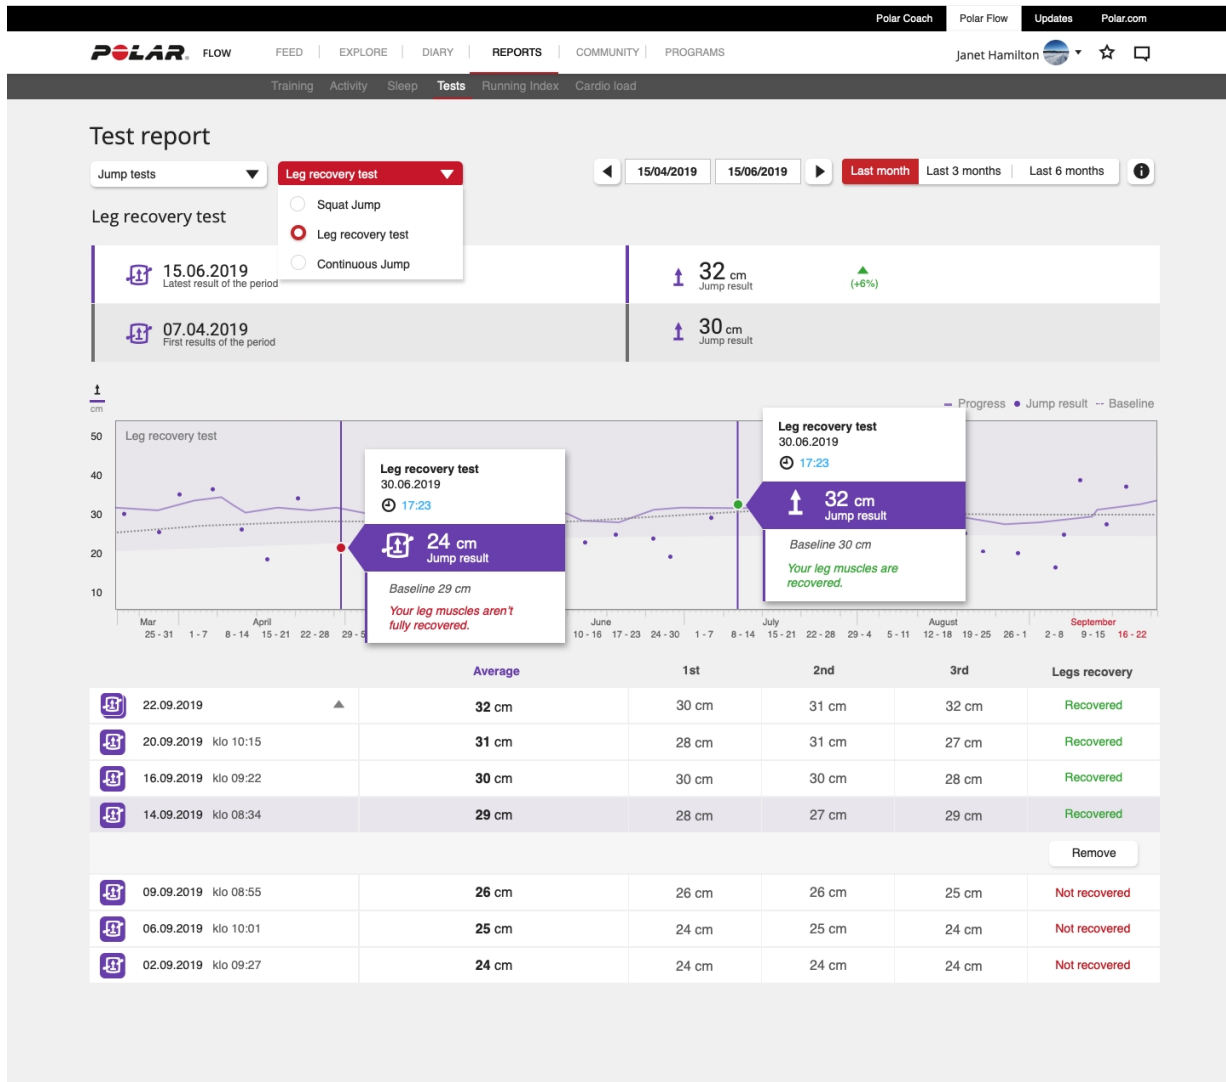 Polar Coach Polar Flow Updates Polar.com
POLAR. FLOW FEED EXPLORE DIARY REPORTS COMMUNITY PROGRAMS Janet Hamilton
Training Activity Sleep Tests Running Index Cardio load
Test report
Jump tests Leg recovery test 15/04/2019 15/06/2019 Last month Last 3 months Last 6 months
Squat Jump
Leg recovery test
Continuous Jump
Leg recovery test
15.06.2019
Latest result of the period
32 cm
Jump result
(+6%)
07.04.2019
First results of the period
30 cm
Jump result
cm
Progress Jump result Baseline
50
40
30
20
10
Leg recovery test
Leg recovery test
30.06.2019
17:23
24 cm
Jump result
Baseline 29 cm
Your leg muscles aren't
fully recovered.
Leg recovery test
30.06.2019
17:23
32 cm
Jump result
Baseline 30 cm
Your leg muscles are
recovered.
Mar April June July August September
25 - 31 1 - 7 8 - 14 15 - 21 22 - 28 29 - 5 10 - 16 17 - 23 24 - 30 1 - 7 8 - 14 15 - 21 22 - 28 29 - 4 5 - 11 12 - 18 19 - 25 26 - 1 2 - 8 9 - 15 16 - 22
Average 1st 2nd 3rd Legs recovery
22.09.2019 32 cm 30 cm 31 cm 32 cm Recovered
20.09.2019 klo 10:15 31 cm 28 cm 31 cm 27 cm Recovered
16.09.2019 klo 09:22 30 cm 30 cm 30 cm 28 cm Recovered
14.09.2019 klo 08:34 29 cm 28 cm 27 cm 29 cm Recovered
Remove
09.09.2019 klo 08:55 26 cm 26 cm 26 cm 25 cm Not recovered
06.09.2019 klo 10:01 25 cm 24 cm 25 cm 24 cm Not recovered
02.09.2019 klo 09:27 24 cm 24 cm 24 cm 24 cm Not recovered